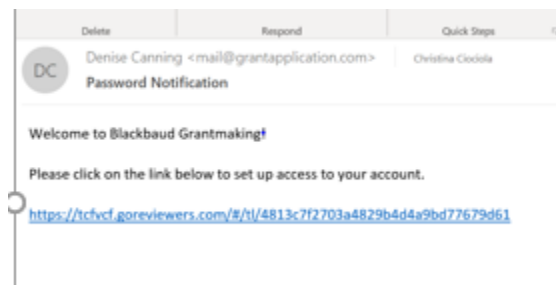 Delete Respond Quick Steps
DC
Denise Canning <mail@grantapplication.com> Christina Ciociola
Password Notification
Welcome to Blackbaud Grantmaking!
Please click on the link below to set up access to your account.
https://tcfvcf.goreviewers.com/#/tl/4813c7f2703a4829b4d4a9bd77679d61